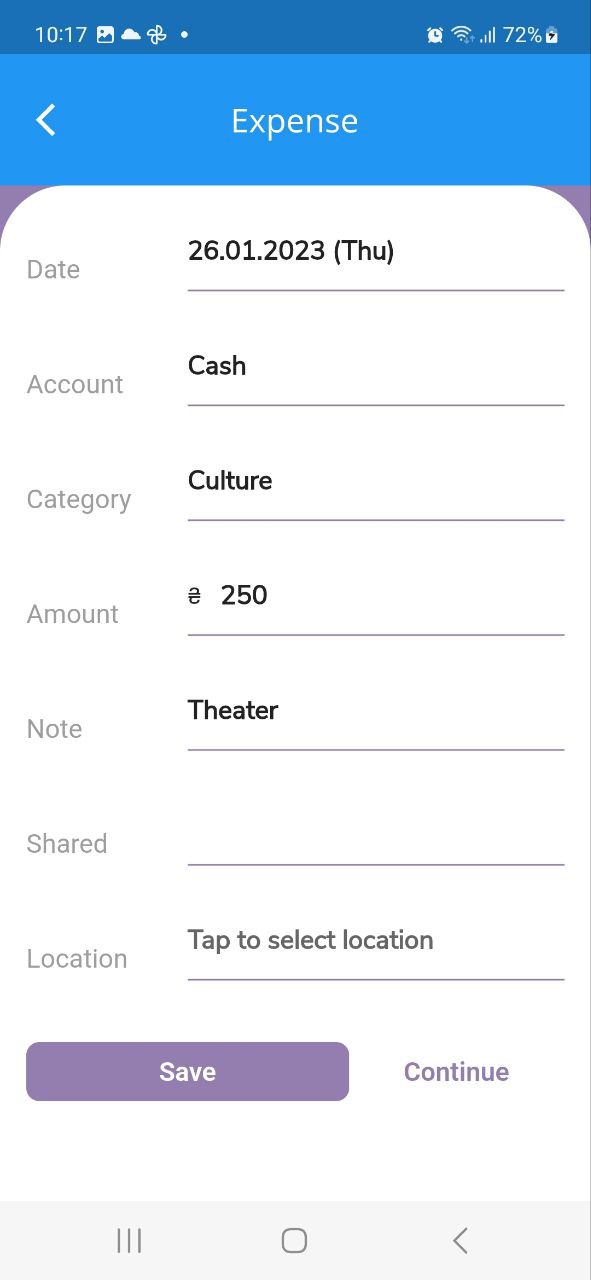 10:17 72%
Expense
Date 26.01.2023 (Thu)
Account Cash
Category Culture
Amount ₴ 250
Note Theater
Shared
Location Tap to select location
Save Continue